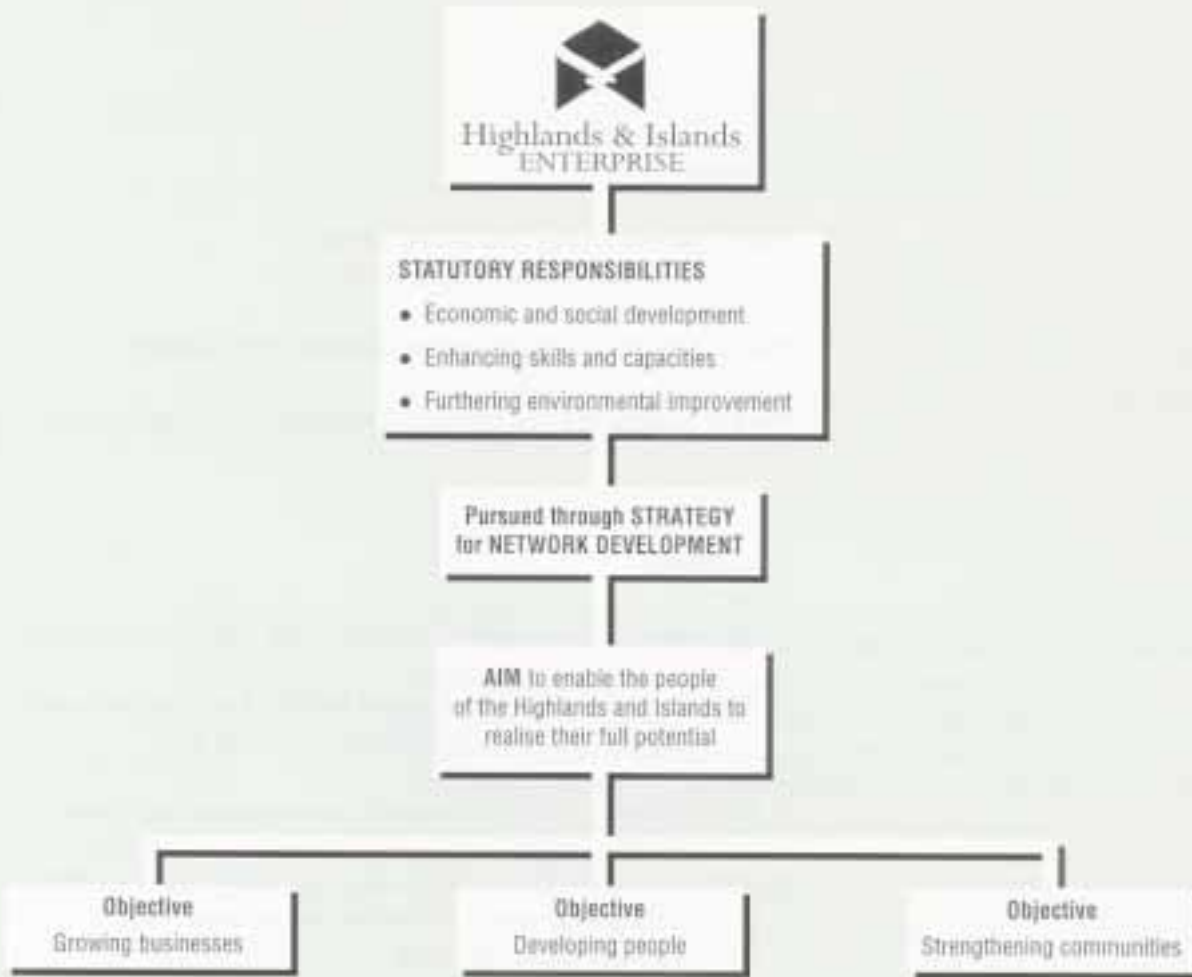 Highlands & Islands
ENTERPRISE
STATUTORY RESPONSIBILITIES
• Economic and social development
• Enhancing skills and capacities
• Furthering environmental improvement
Pursued through STRATEGY
for NETWORK DEVELOPMENT
AIM to enable the people
of the Highlands and Islands to
realise their full potential
Objective
Growing businesses
Objective
Developing people
Objective
Strengthening communities